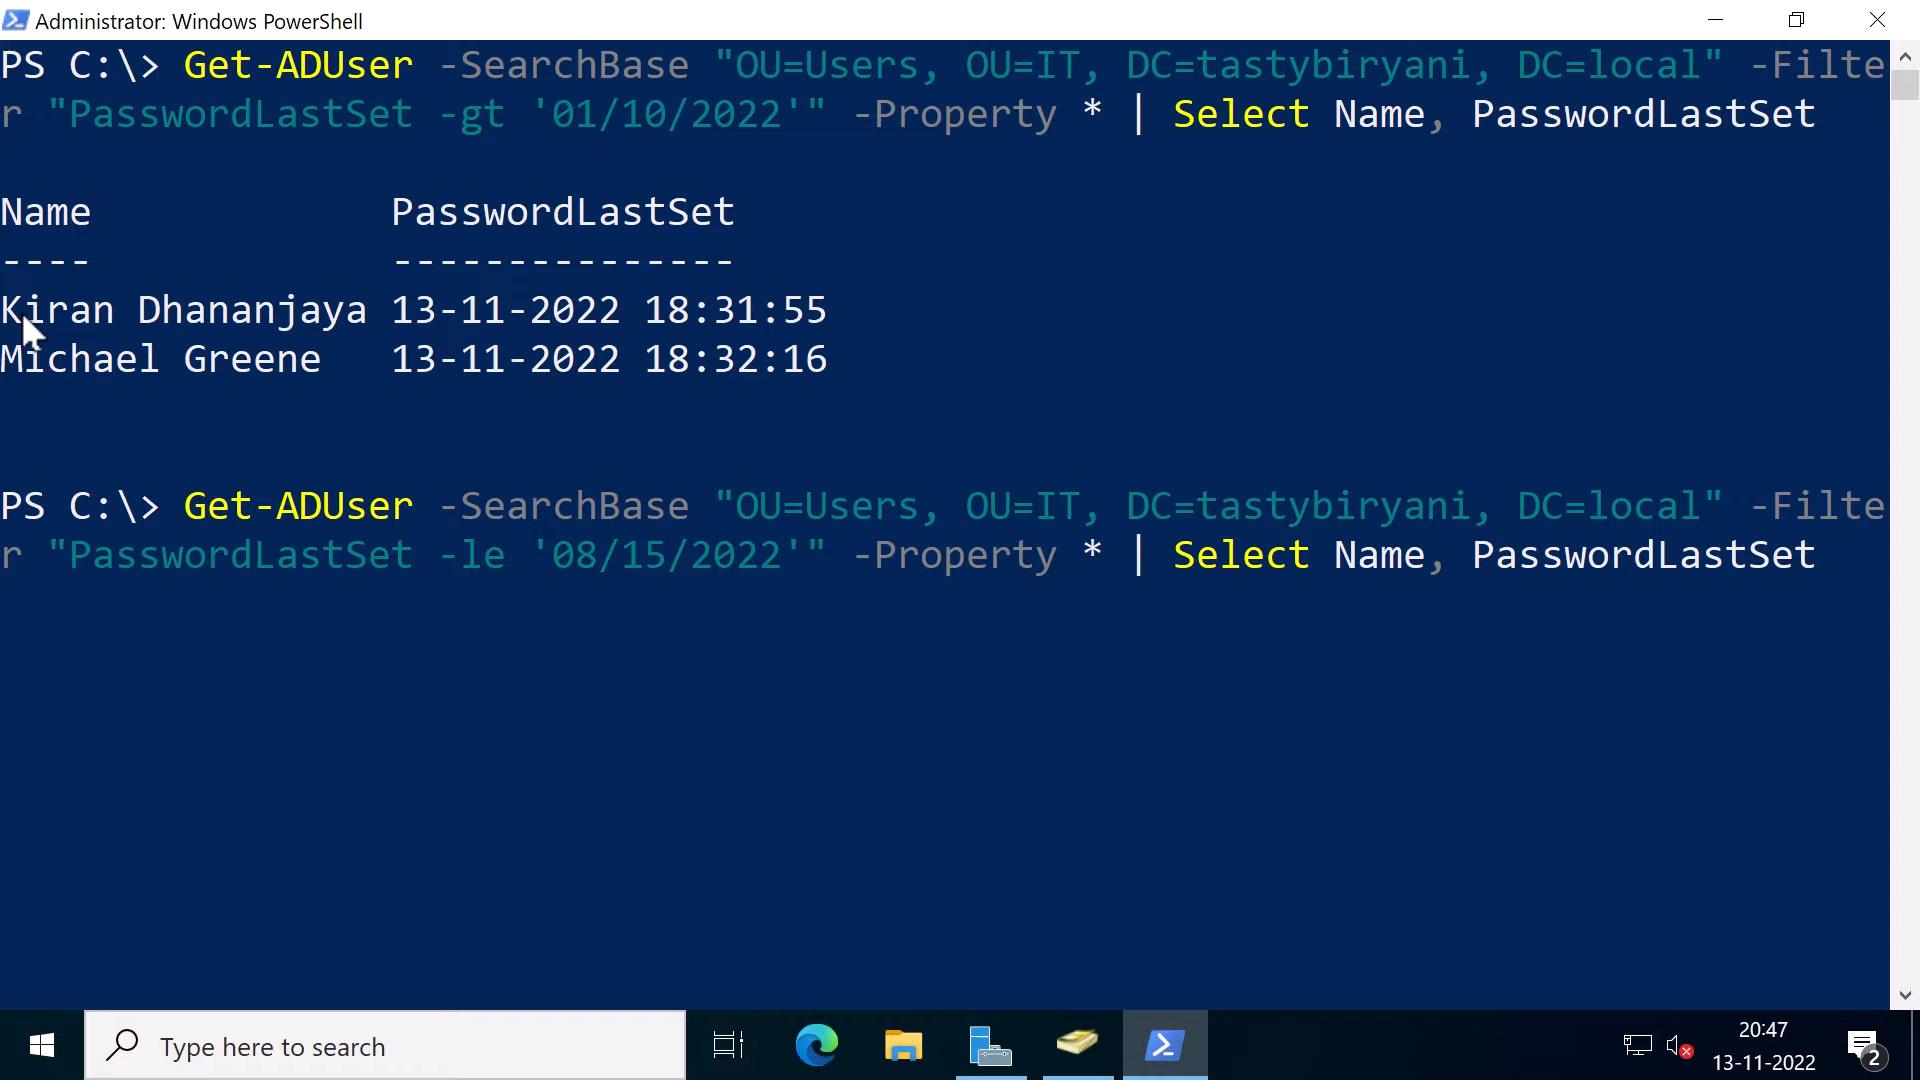 Administrator: Windows PowerShell
PS C:\> Get-ADUser -SearchBase "OU=Users, OU=IT, DC=tastybiryani, DC=local" -Filte
r "PasswordLastSet -gt '01/10/2022'" -Property * | Select Name, PasswordLastSet
Name PasswordLastSet
---- ---------------
Kiran Dhananjaya 13-11-2022 18:31:55
Michael Greene 13-11-2022 18:32:16
PS C:\> Get-ADUser -SearchBase "OU=Users, OU=IT, DC=tastybiryani, DC=local" -Filte
r "PasswordLastSet -le '08/15/2022'" -Property * | Select Name, PasswordLastSet
Type here to search
20:47
13-11-2022
2